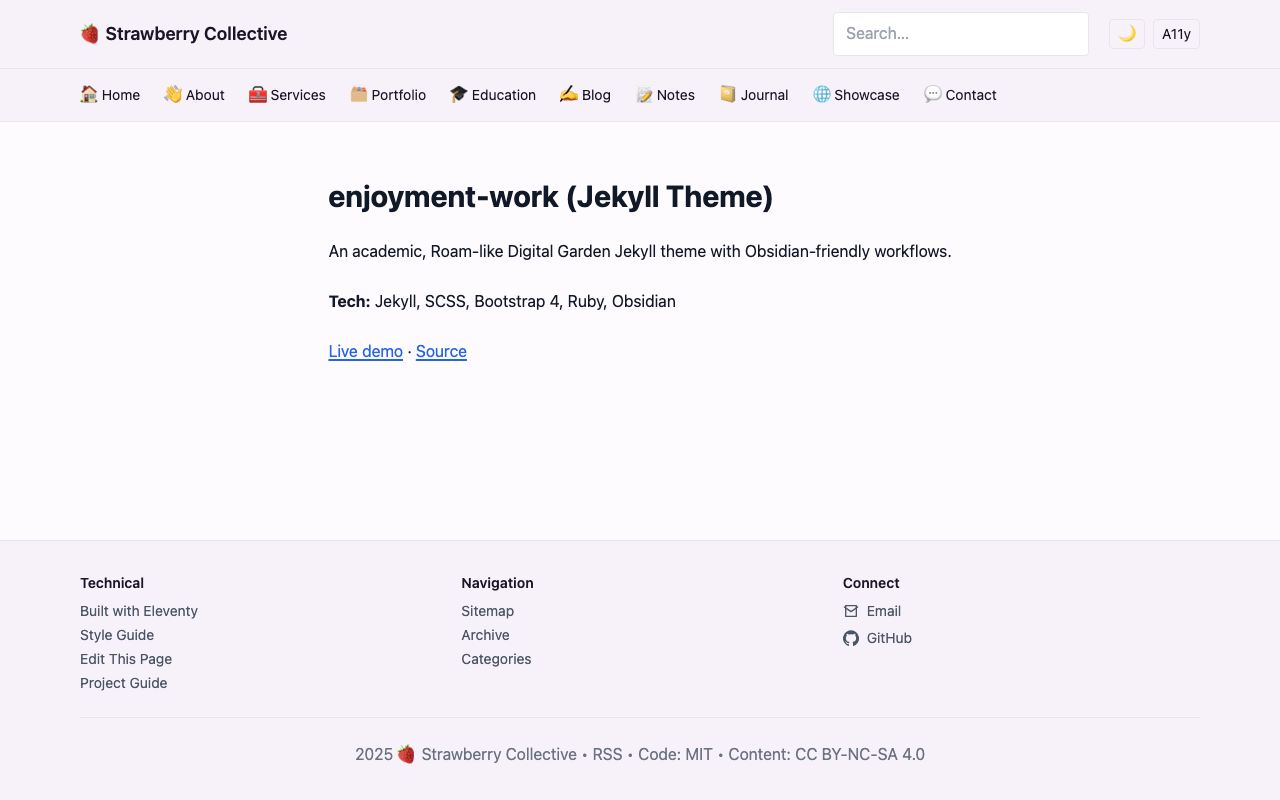 🍓 Strawberry Collective
Search...
🌙
A11y
🏠 Home 👋 About 🧰 Services 🗂️ Portfolio 🎓 Education ✍️ Blog 📝 Notes 📔 Journal 🌐 Showcase 💬 Contact
enjoyment-work (Jekyll Theme)
An academic, Roam-like Digital Garden Jekyll theme with Obsidian-friendly workflows.
Tech: Jekyll, SCSS, Bootstrap 4, Ruby, Obsidian
Live demo · Source
Technical
Built with Eleventy
Style Guide
Edit This Page
Project Guide
Navigation
Sitemap
Archive
Categories
Connect
Email
GitHub
2025 🍓 Strawberry Collective • RSS • Code: MIT • Content: CC BY-NC-SA 4.0